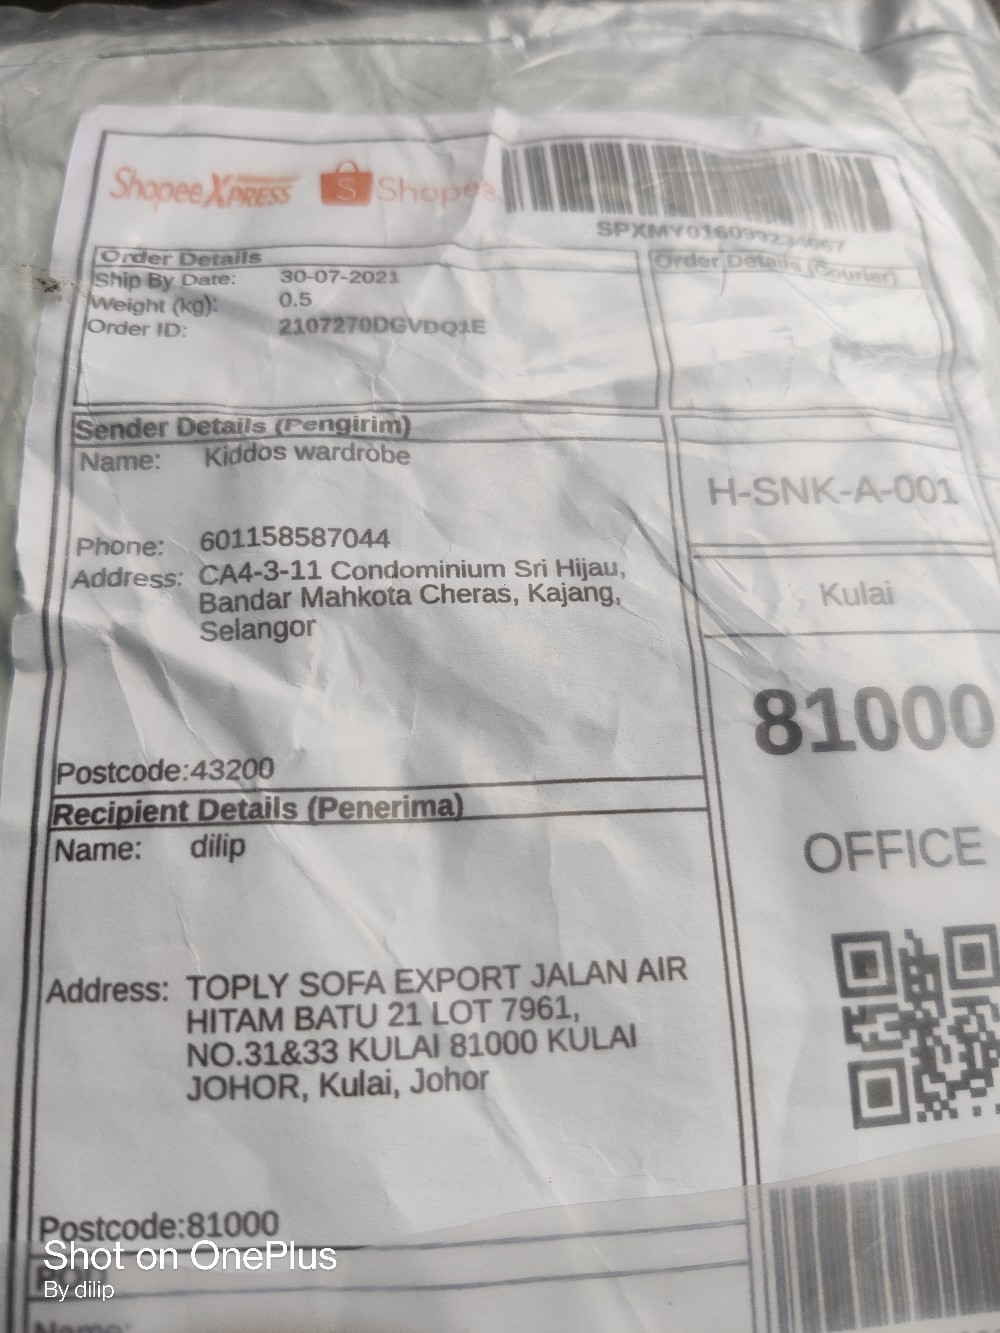 ShopeeXPRESS
S Shopee
Order Details
Ship By Date: 30-07-2021
Weight (kg): 0.5
Order ID: 2107270DGVDQ1E
Order Details (Courier)
Sender Details (Pengirim)
Name: Kiddos wardrobe
Phone: 601158587044
Address: CA4-3-11 Condominium Sri Hijau,
Bandar Mahkota Cheras, Kajang,
Selangor
Postcode:43200
H-SNK-A-001
Kulai
81000
OFFICE
Recipient Details (Penerima)
Name: dilip
Address: TOPLY SOFA EXPORT JALAN AIR
HITAM BATU 21 LOT 7961,
NO.31&33 KULAI 81000 KULAI
JOHOR, Kulai, Johor
Postcode:81000
Shot on OnePlus
By dilip
Name: